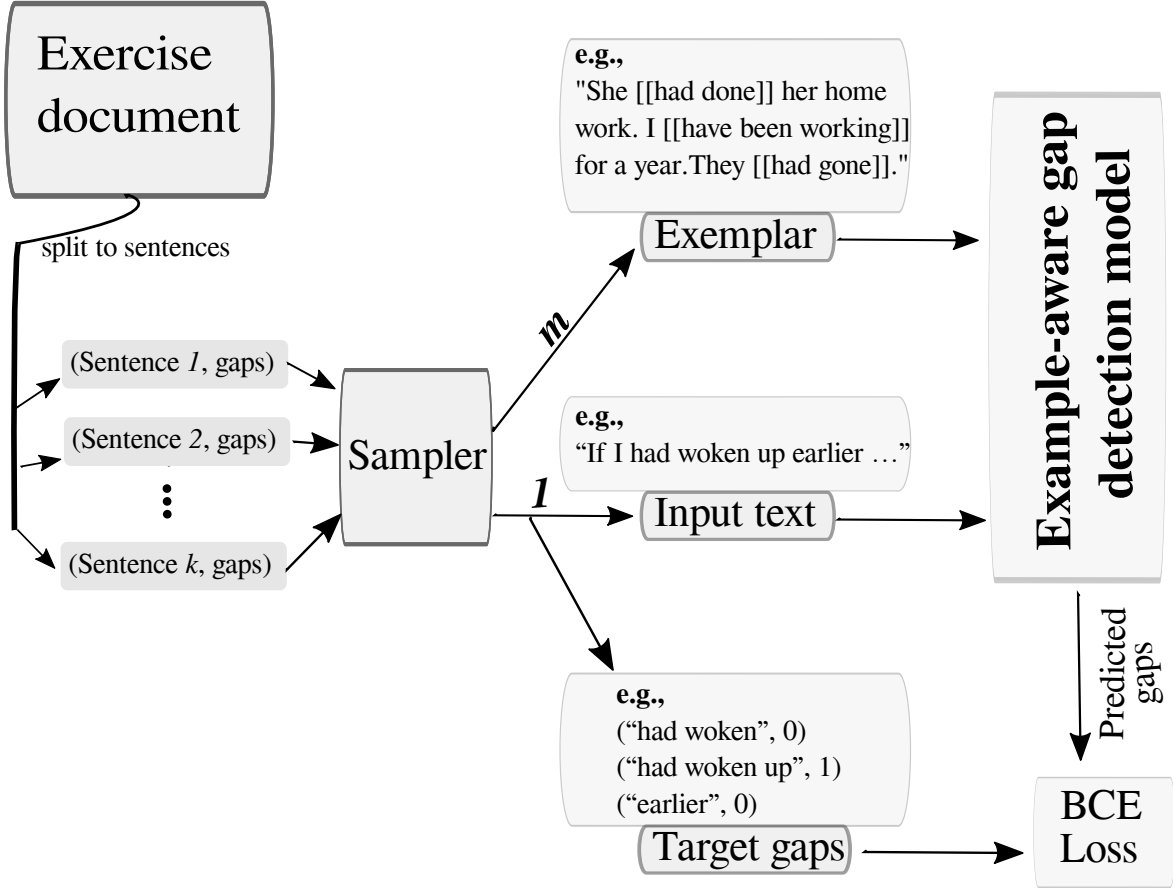 Exercise
document
split to sentences
(Sentence 1, gaps)
(Sentence 2, gaps)
(Sentence k, gaps)
Sampler
m
1
e.g.,
"She [[had done]] her home
work. I [[have been working]]
for a year.They [[had gone]]."
Exemplar
e.g.,
“If I had woken up earlier ...”
Input text
e.g.,
(“had woken”, 0)
(“had woken up”, 1)
(“earlier”, 0)
Target gaps
Example-aware gap
detection model
Predicted
gaps
BCE
Loss